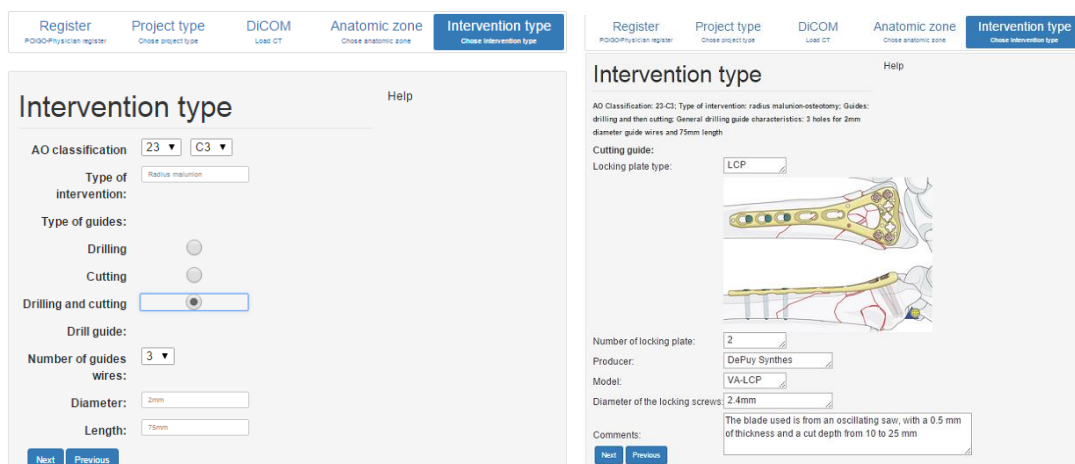 Register Project type DiCOM Anatomic zone Intervention type
POIGO-Physician register Chose project type Load CT Chose anatomic zone Chose Intervention type
Intervention type
Help
AO classification 23 C3
Type of intervention: Radius malunion
Type of guides:
Drilling
Cutting
Drilling and cutting
Drill guide:
Number of guides wires: 3
Diameter: 2mm
Length: 75mm
Next Previous
Register Project type DiCOM Anatomic zone Intervention type
POIGO-Physician register Chose project type Load CT Chose anatomic zone Chose Intervention type
Intervention type
Help
AO Classification: 23-C3; Type of intervention: radius malunion-osteotomy; Guides:
drilling and then cutting; General drilling guide characteristics: 3 holes for 2mm
diameter guide wires and 75mm length
Cutting guide:
Locking plate type: LCP
Number of locking plate: 2
Producer: DePuy Synthes
Model: VA-LCP
Diameter of the locking screws: 2.4mm
Comments: The blade used is from an oscillating saw, with a 0.5 mm
of thickness and a cut depth from 10 to 25 mm
Next Previous